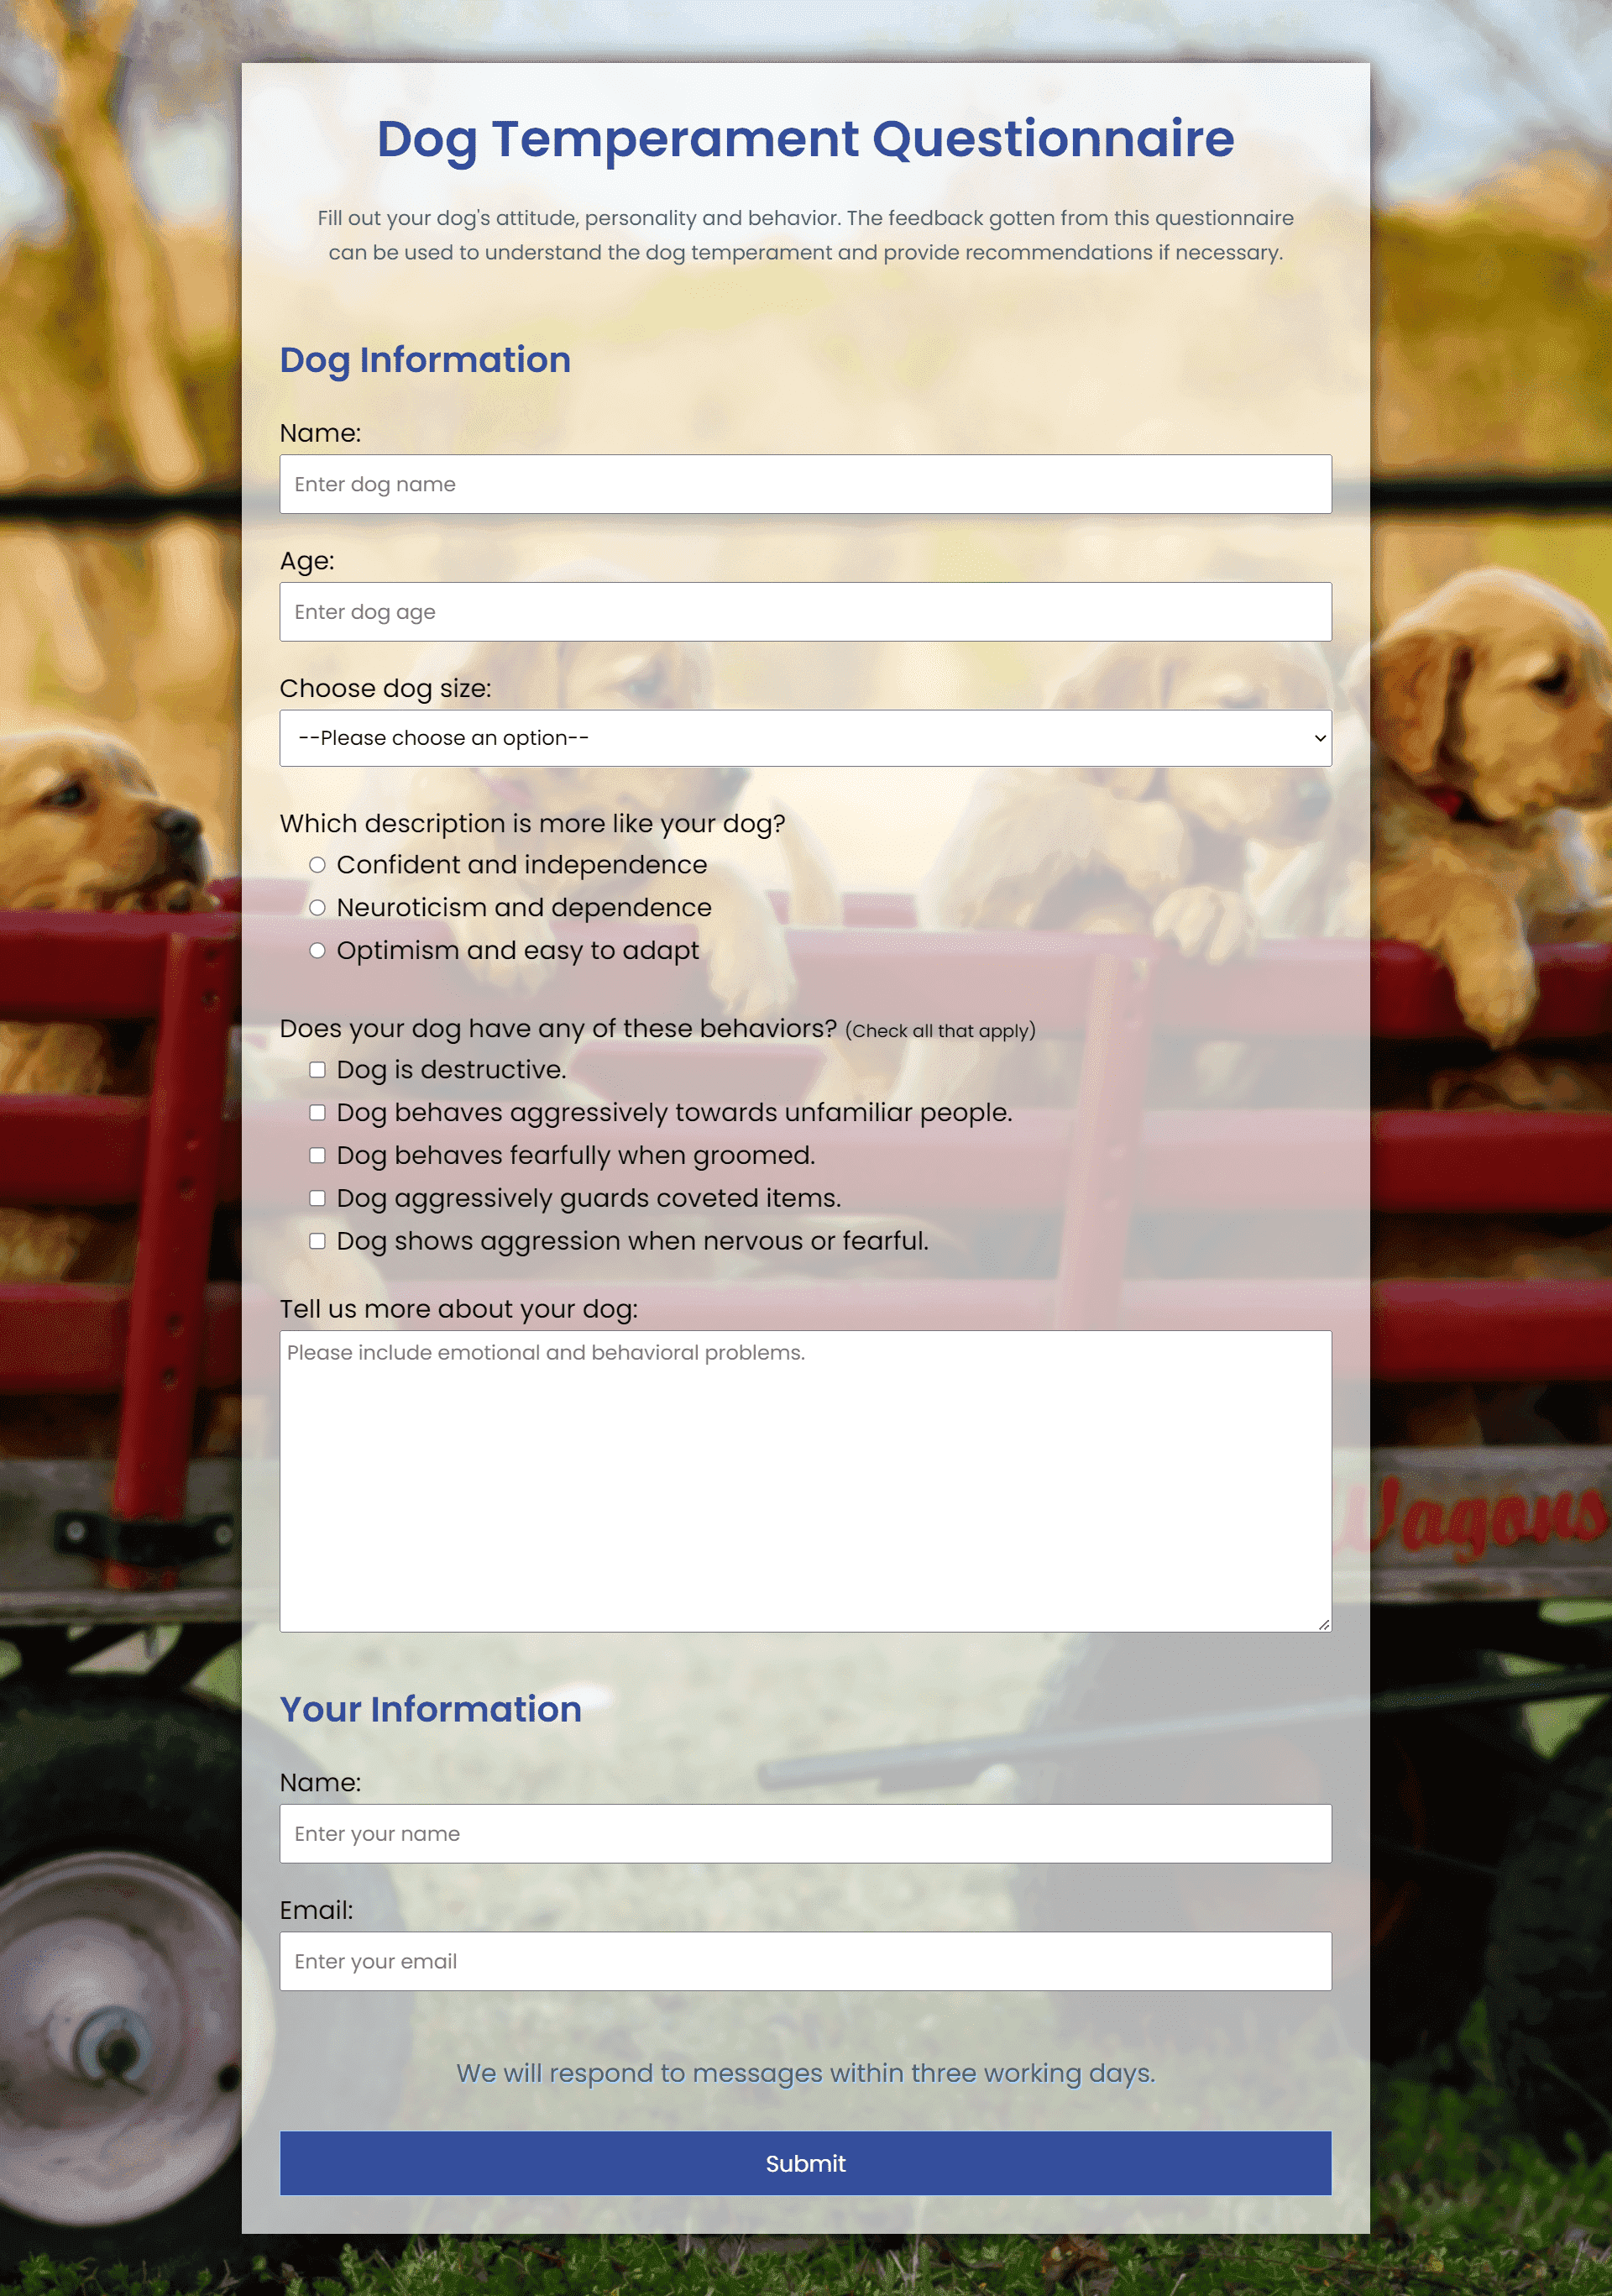 Dog Temperament Questionnaire
Fill out your dog's attitude, personality and behavior. The feedback gotten from this questionnaire
can be used to understand the dog temperament and provide recommendations if necessary.
Dog Information
Name:
Enter dog name
Age:
Enter dog age
Choose dog size:
--Please choose an option--
Which description is more like your dog?
Confident and independence
Neuroticism and dependence
Optimism and easy to adapt
Does your dog have any of these behaviors? (Check all that apply)
Dog is destructive.
Dog behaves aggressively towards unfamiliar people.
Dog behaves fearfully when groomed.
Dog aggressively guards coveted items.
Dog shows aggression when nervous or fearful.
Tell us more about your dog:
Please include emotional and behavioral problems.
Wagons
Your Information
Name:
Enter your name
Email:
Enter your email
We will respond to messages within three working days.
Submit